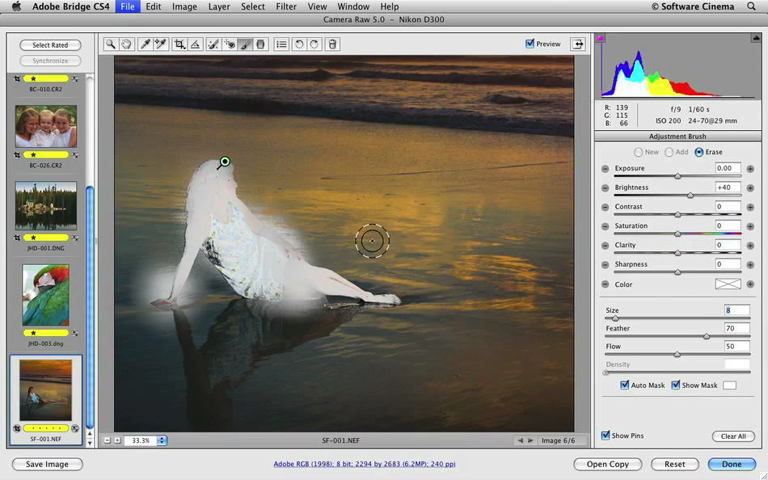 Adobe Bridge CS4 File Edit Image Layer Select Filter View Window Help © Software Cinema
Camera Raw 5.0 - Nikon D300
Select Rated
Synchronize
BC-010.CR2
BC-026.CR2
JHD-001.DNG
JHD-003.dng
SF-001.NEF
Preview
R: 139
G: 115
B: 66
f/9 1/60 s
ISO 200 24-70@29 mm
Adjustment Brush
New Add Erase
Exposure 0.00
Brightness +40
Contrast 0
Saturation 0
Clarity 0
Sharpness 0
Color
Size 8
Feather 70
Flow 50
Density
Auto Mask Show Mask
Show Pins Clear All
33.3% SF-001.NEF Image 6/6
Save Image Adobe RGB (1998); 8 bit; 2294 by 2683 (6.2MP); 240 ppi Open Copy Reset Done